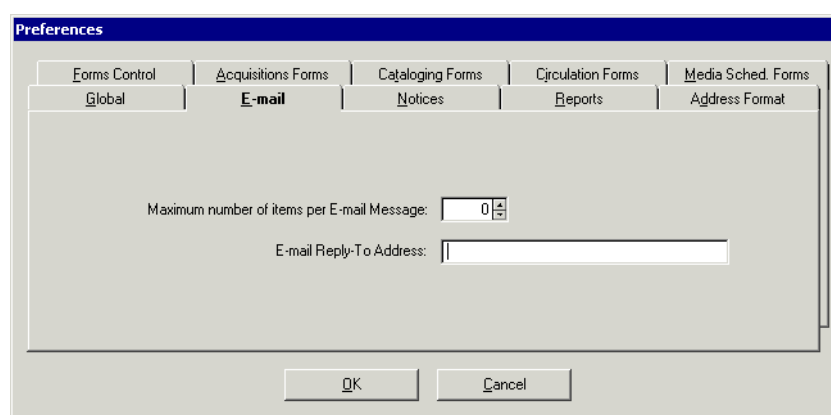 Preferences
Forms Control Acquisitions Forms Cataloging Forms Circulation Forms Media Sched. Forms
Global E-mail Notices Reports Address Format
Maximum number of items per E-mail Message: 0
E-mail Reply-To Address:
OK Cancel